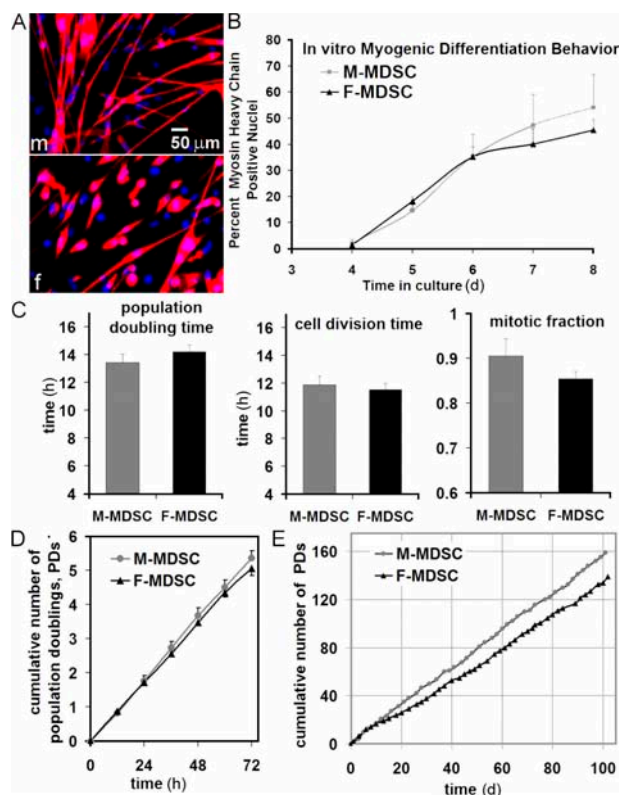 A
m
50 µm
f
B
In vitro Myogenic Differentiation Behavior
M-MDSC
F-MDSC
Percent Myosin Heavy Chain
Positive Nuclei
80
70
60
50
40
30
20
10
0
3 4 5 6 7 8
Time in culture (d)
C
population
doubling time
time (h)
16
14
12
10
8
6
4
M-MDSC F-MDSC
cell division time
time (h)
16
14
12
10
8
6
4
M-MDSC F-MDSC
mitotic fraction
1
0.9
0.8
0.7
0.6
M-MDSC F-MDSC
D
cumulative number of
population doublings, PDs
6
5
4
3
2
1
0
M-MDSC
F-MDSC
0 24 48 72
time (h)
E
cumulative number of PDs
160
120
80
40
0
M-MDSC
F-MDSC
0 20 40 60 80 100
time (d)